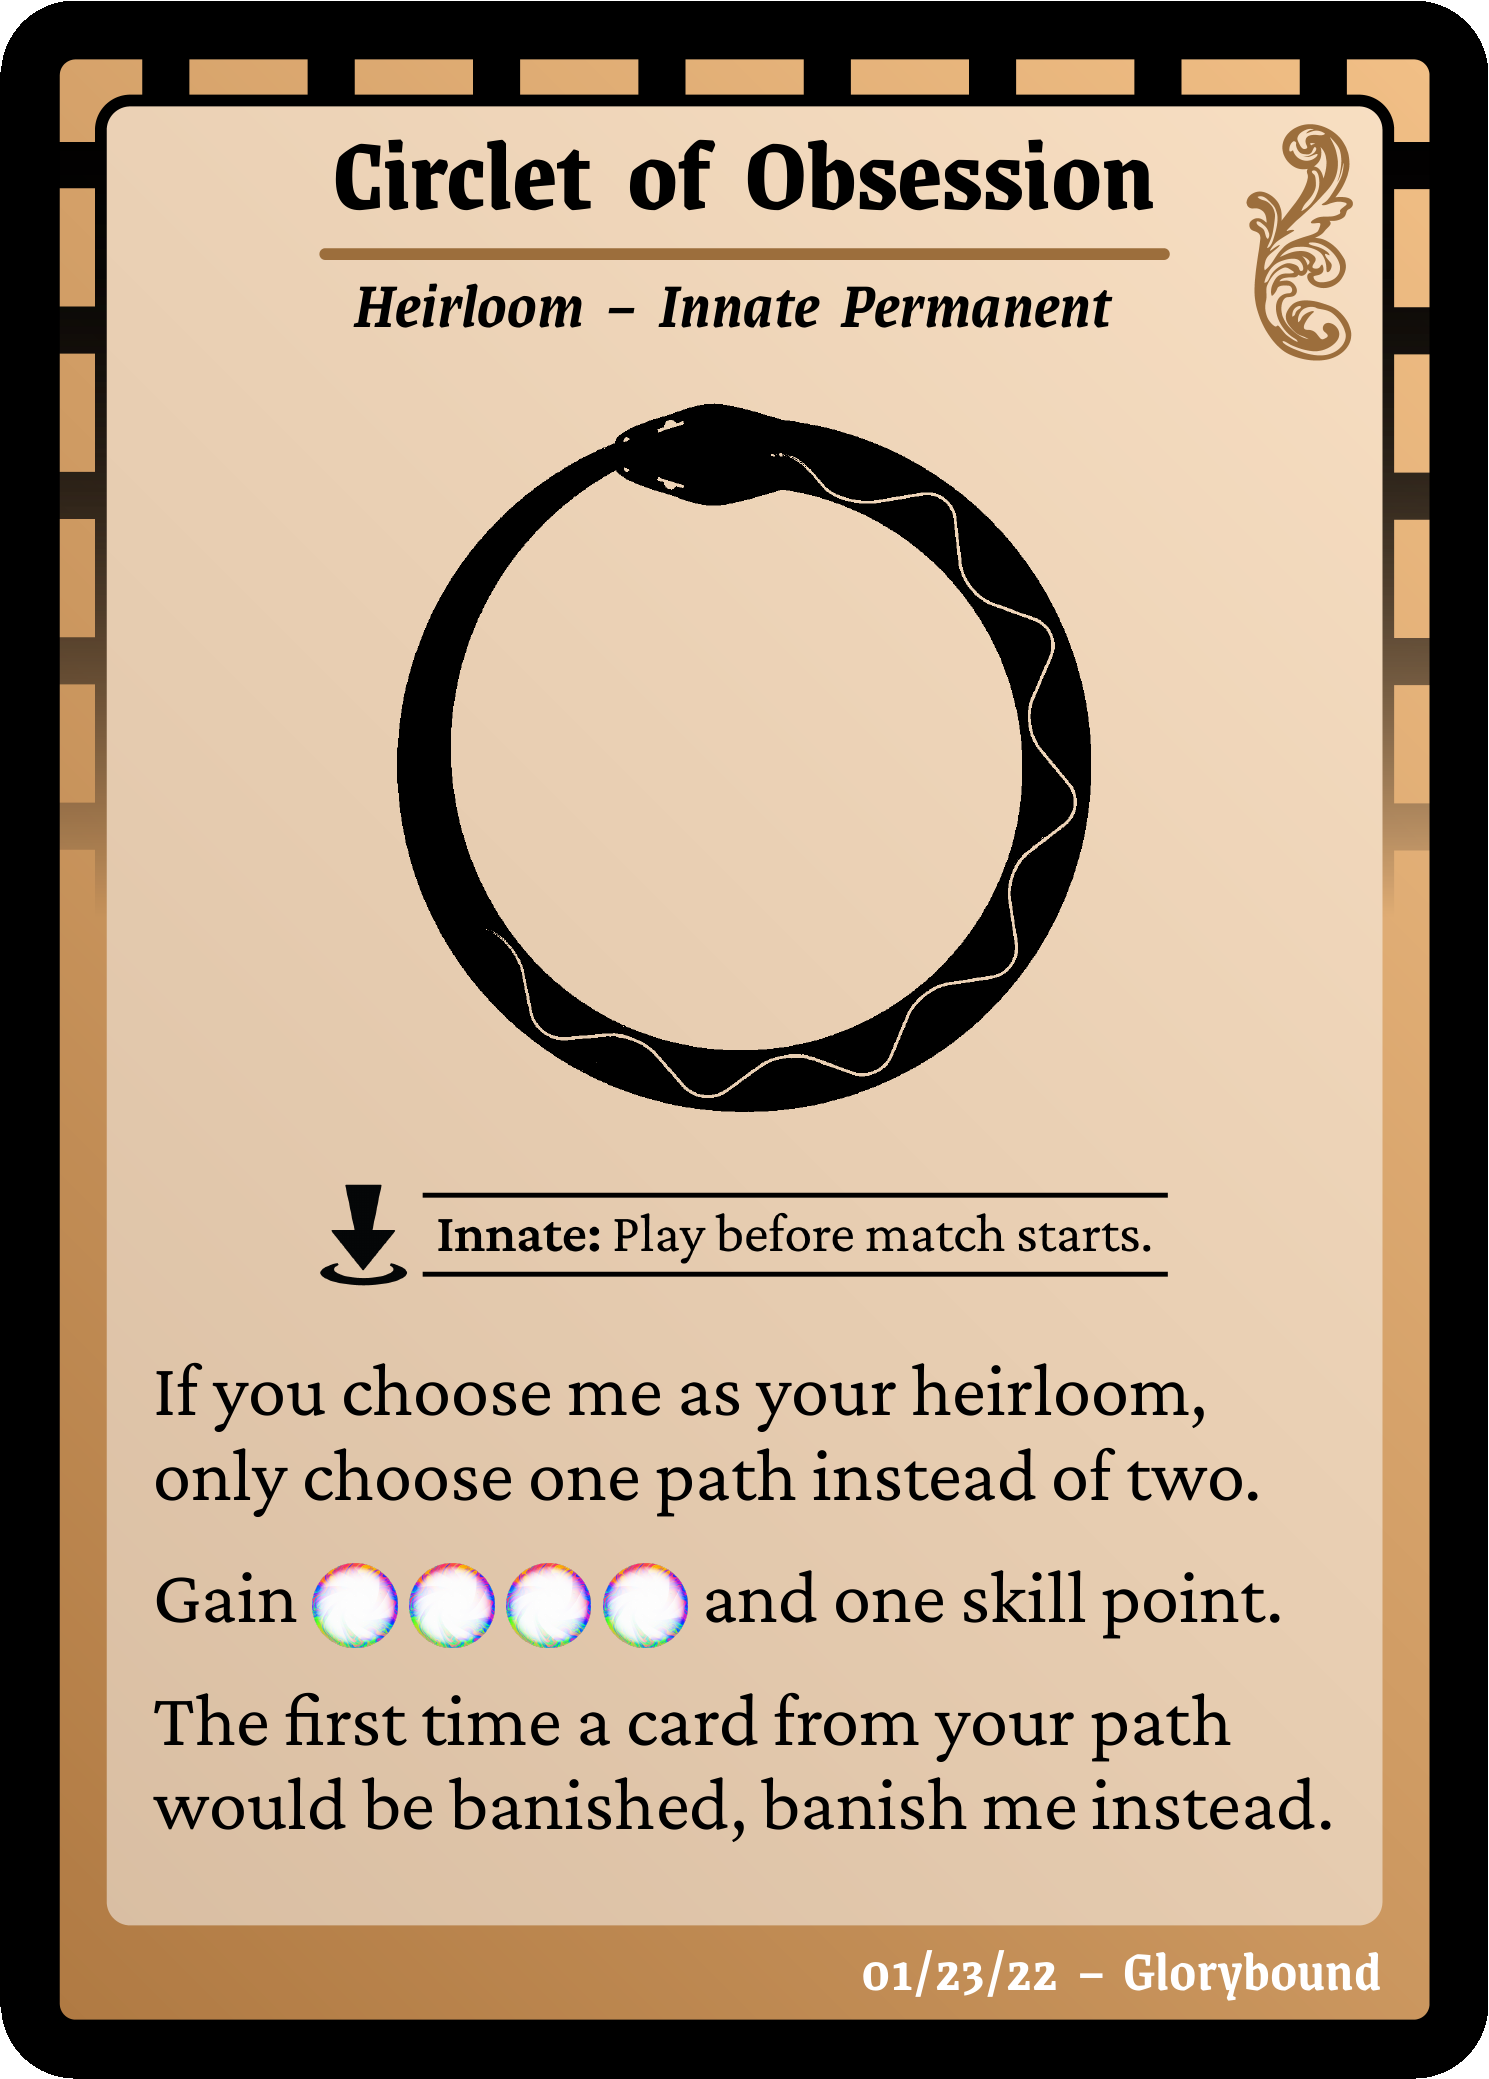 Circlet of Obsession
Heirloom – Innate Permanent
Innate: Play before match starts.
If you choose me as your heirloom,
only choose one path instead of two.
Gain and one skill point.
The first time a card from your path
would be banished, banish me instead.
01/23/22 – Glorybound